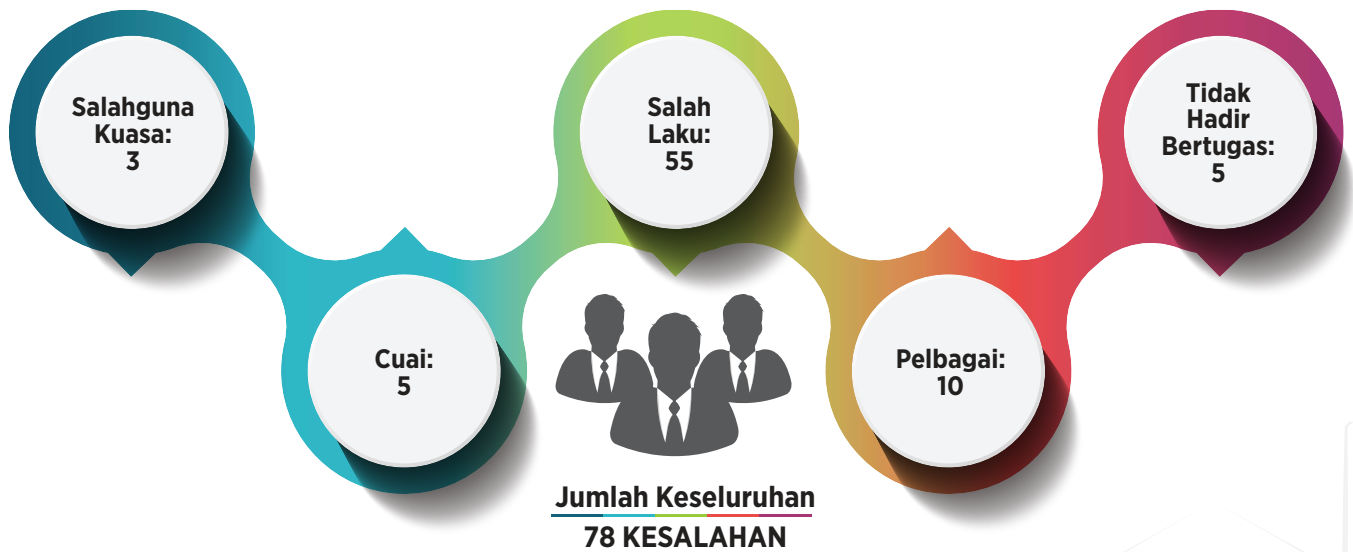 Salahguna
Kuasa:
3
Cuai:
5
Salah
Laku:
55
Pelbagai:
10
Tidak
Hadir
Bertugas:
5
Jumlah Keseluruhan
78 KESALAHAN